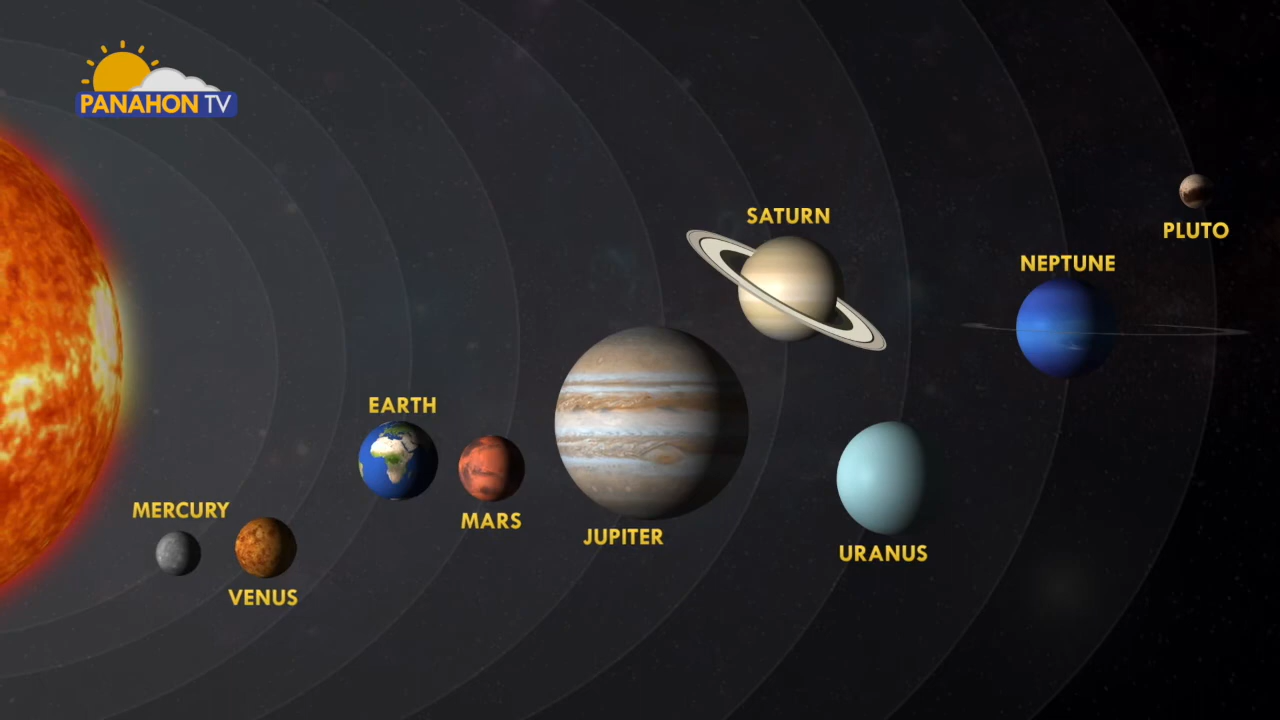 PANAHON TV
SATURN
PLUTO
NEPTUNE
EARTH
MERCURY
MARS
JUPITER
URANUS
VENUS